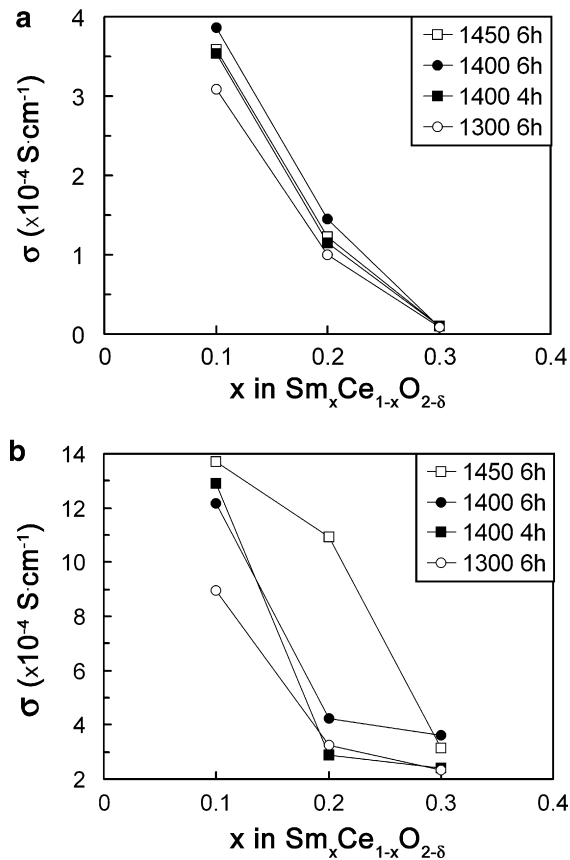 a
4
3
2
1
0
σ (×10⁻⁴ S·cm⁻¹)
1450 6h
1400 6h
1400 4h
1300 6h
0 0.1 0.2 0.3 0.4
x in SmₓCe₁₋ₓO₂₋δ
b
14
12
10
8
6
4
2
σ (×10⁻⁴ S·cm⁻¹)
1450 6h
1400 6h
1400 4h
1300 6h
0 0.1 0.2 0.3 0.4
x in SmₓCe₁₋ₓO₂₋δ